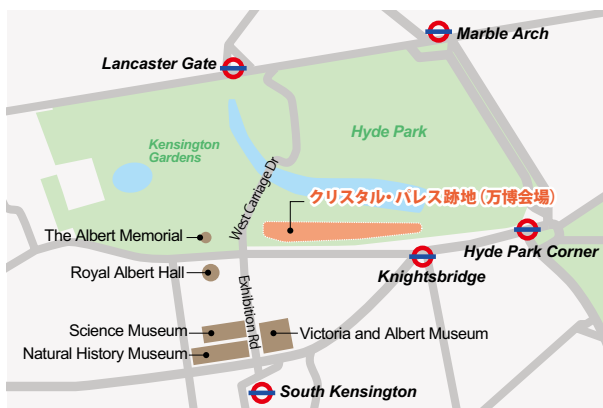 Marble Arch
Lancaster Gate
Kensington
Gardens
Hyde Park
West Carriage Dr
クリスタル・パレス跡地(万博会場)
The Albert Memorial
Hyde Park Corner
Royal Albert Hall
Knightsbridge
Exhibition Rd
Science Museum
Victoria and Albert Museum
Natural History Museum
South Kensington